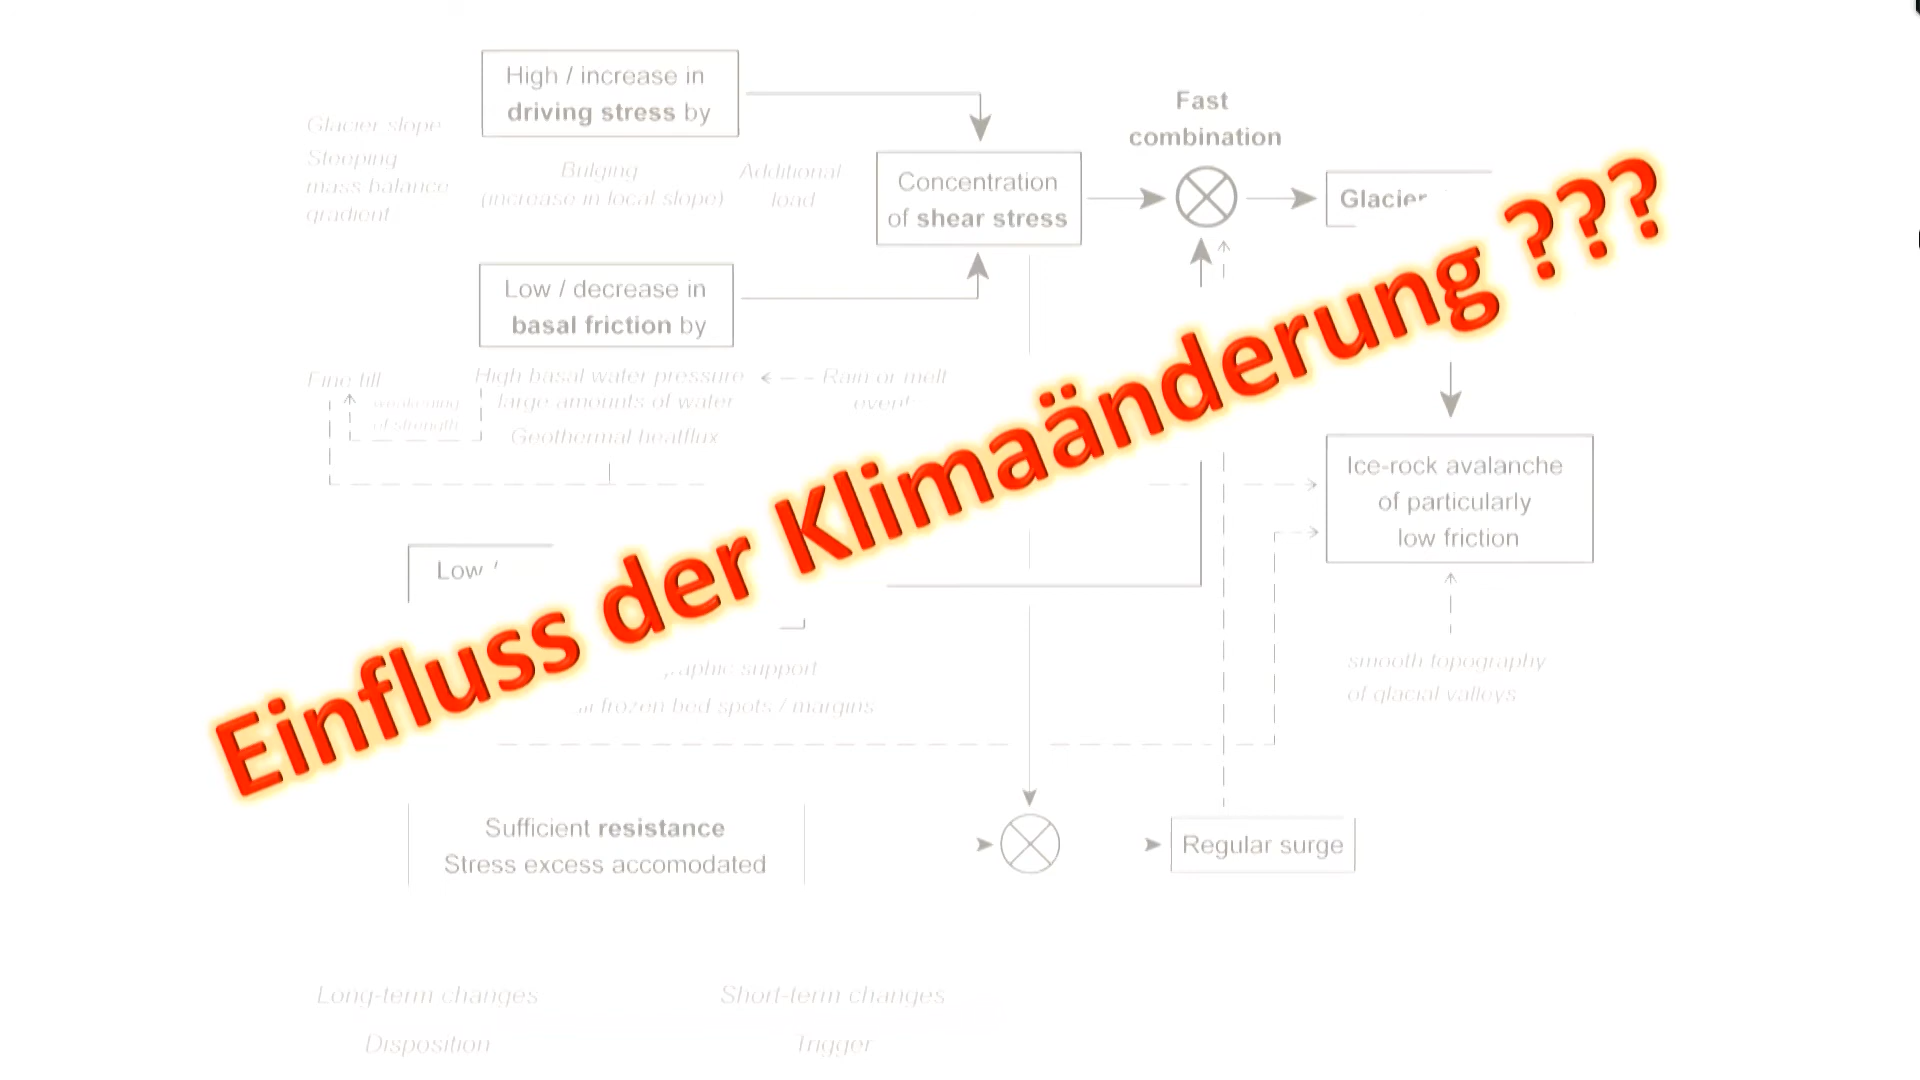 High / increase in
driving stress by
Fast
combination
Glacier slope
Steeping
mass balance
gradient
Bulging
(increase in local slope)
Additional
load
Concentration
of shear stress
Glacier
Low / decrease in
basal friction by
Fine till
weakening
of strength
High basal water pressure
large amounts of water
Geothermal heatflux
Rain or melt
Einfluss der Klimaänderung ???
Ice-rock avalanche
of particularly
low friction
Low /
support
frozen bed spots / margins
smooth topography
of glacial valleys
Sufficient resistance
Stress excess accomodated
Regular surge
Long-term changes
Short-term changes
Disposition
Trigger